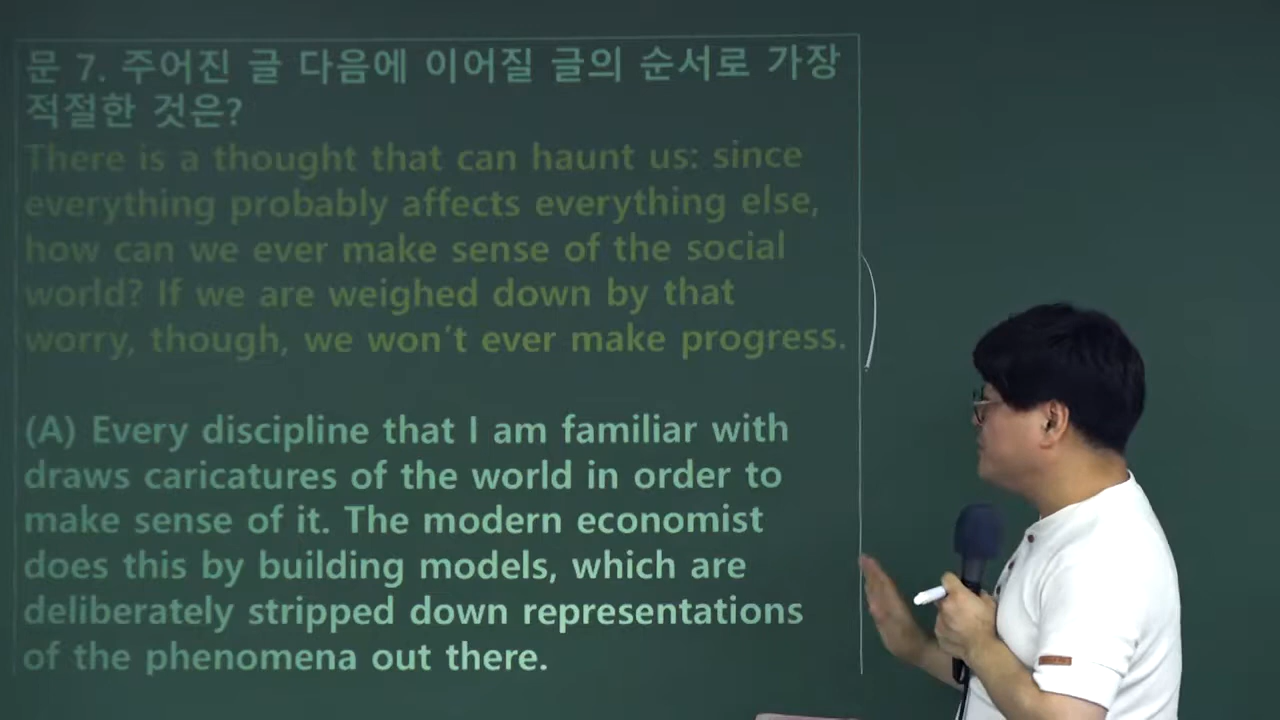 문 7. 주어진 글 다음에 이어질 글의 순서로 가장
적절한 것은?
There is a thought that can haunt us: since
everything probably affects everything else,
how can we ever make sense of the social
world? If we are weighed down by that
worry, though, we won't ever make progress.
(A) Every discipline that I am familiar with
draws caricatures of the world in order to
make sense of it. The modern economist
does this by building models, which are
deliberately stripped down representations
of the phenomena out there.